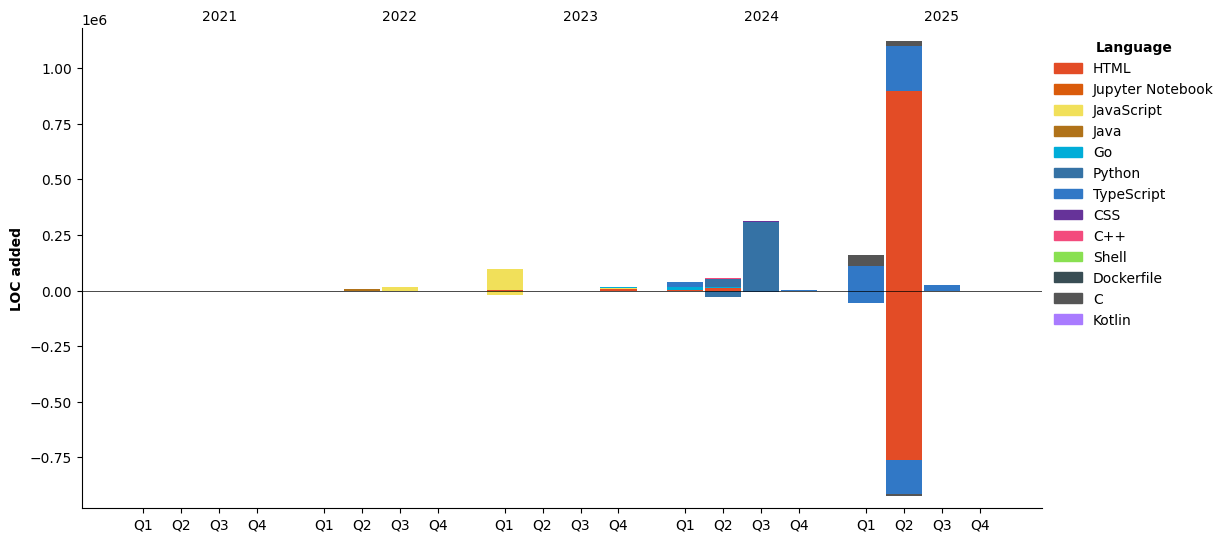 2021 2022 2023 2024 2025
1e6
LOC added
1.00
0.75
0.50
0.25
0.00
−0.25
−0.50
−0.75
Q1 Q2 Q3 Q4 Q1 Q2 Q3 Q4 Q1 Q2 Q3 Q4 Q1 Q2 Q3 Q4 Q1 Q2 Q3 Q4
Language
HTML
Jupyter Notebook
JavaScript
Java
Go
Python
TypeScript
CSS
C++
Shell
Dockerfile
C
Kotlin